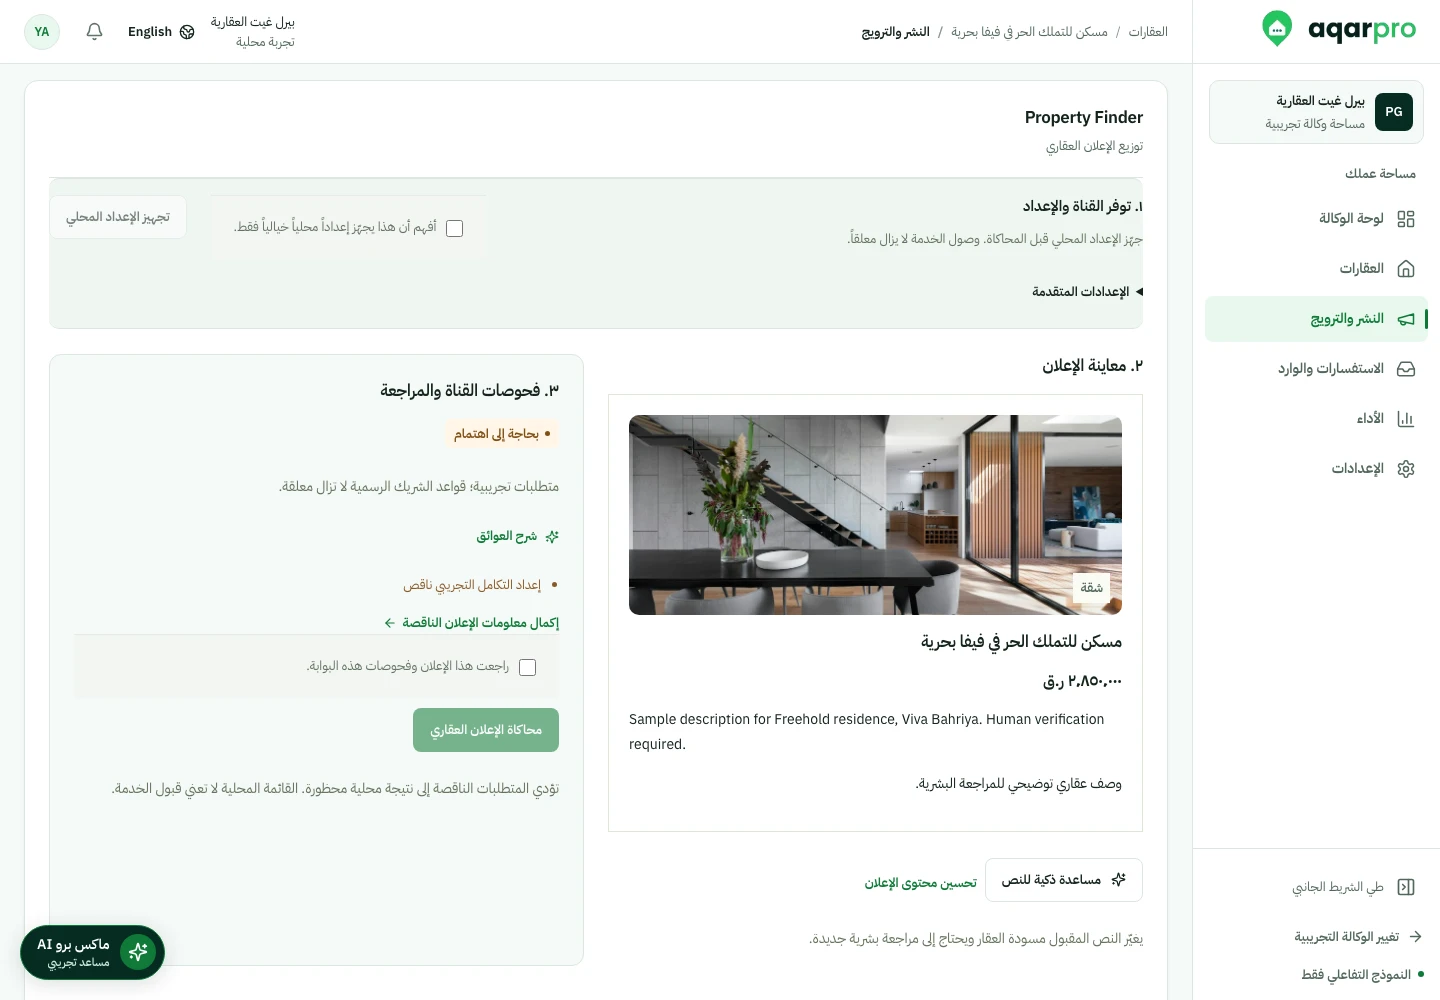 aqarpro
العقارات / مسكن للتملك الحر في فيفا بحرية / النشر والترويج
بيرل غيت العقارية
تجربة محلية
English
YA
PG
بيرل غيت العقارية
مساحة وكالة تجريبية
مساحة عملك
لوحة الوكالة
العقارات
النشر والترويج
الاستفسارات والوارد
الأداء
الإعدادات
طي الشريط الجانبي
تغيير الوكالة التجريبية
النموذج التفاعلي فقط
Property Finder
توزيع الإعلان العقاري
١. توفر القناة والإعداد
جهّز الإعداد المحلي قبل المحاكاة. وصول الخدمة لا يزال معلقاً.
أفهم أن هذا يجهّز إعداداً محلياً خيالياً فقط.
تجهيز الإعداد المحلي
الإعدادات المتقدمة
٢. معاينة الإعلان
شقة
مسكن للتملك الحر في فيفا بحرية
٢٬٨٥٠٬٠٠٠ ر.ق
Sample description for Freehold residence, Viva Bahriya. Human verification
required.
وصف عقاري توضيحي للمراجعة البشرية.
مساعدة ذكية للنص
تحسين محتوى الإعلان
يغيّر النص المقبول مسودة العقار ويحتاج إلى مراجعة بشرية جديدة.
٣. فحوصات القناة والمراجعة
بحاجة إلى اهتمام
متطلبات تجريبية؛ قواعد الشريك الرسمية لا تزال معلقة.
شرح العوائق
إعداد التكامل التجريبي ناقص
إكمال معلومات الإعلان الناقصة
راجعت هذا الإعلان وفحوصات هذه البوابة.
محاكاة الإعلان العقاري
تؤدي المتطلبات الناقصة إلى نتيجة محلية محظورة. القائمة المحلية لا تعني قبول الخدمة.
ماكس برو AI
مساعد تجريبي